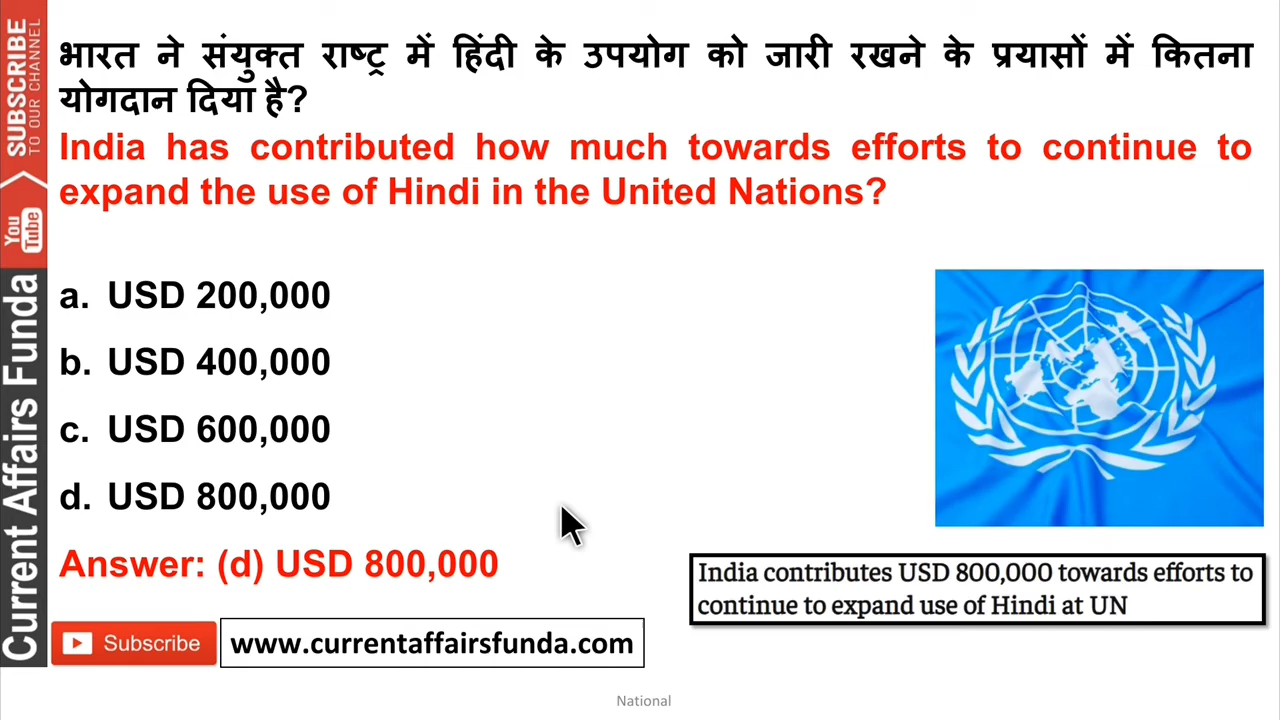 भारत ने संयुक्त राष्ट्र में हिंदी के उपयोग को जारी रखने के प्रयासों में कितना
योगदान दिया है?
India has contributed how much towards efforts to continue to
expand the use of Hindi in the United Nations?
a. USD 200,000
b. USD 400,000
c. USD 600,000
d. USD 800,000
Answer: (d) USD 800,000
India contributes USD 800,000 towards efforts to
continue to expand use of Hindi at UN
Subscribe
www.currentaffairsfunda.com
National
SUBSCRIBE
TO OUR CHANNEL
You
Tube
Current Affairs Funda